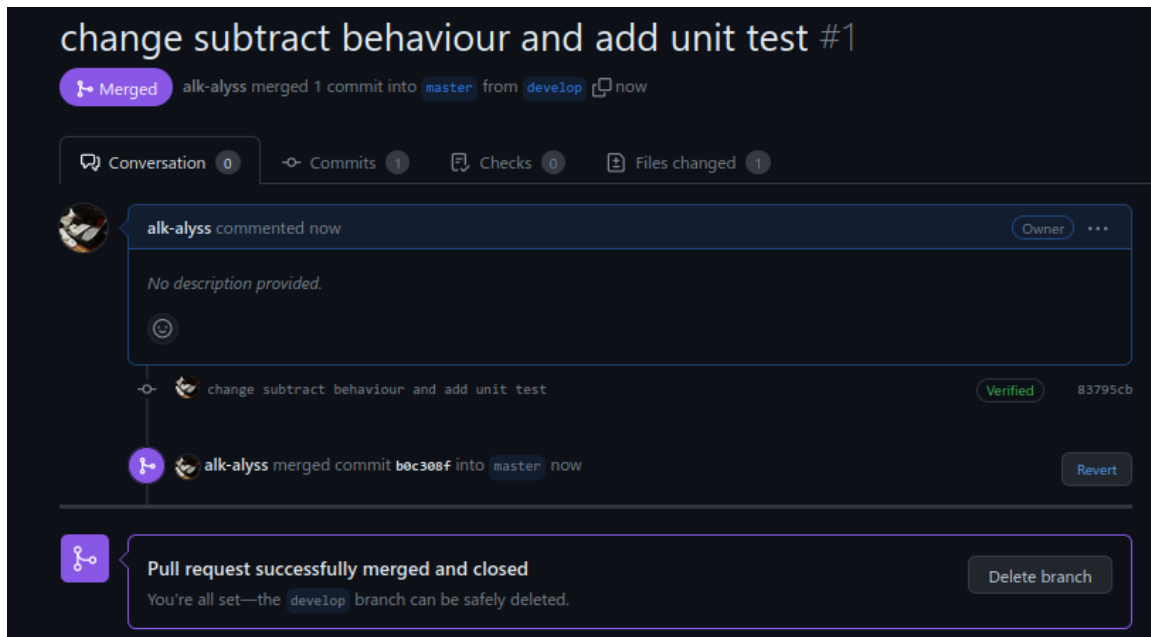 change subtract behaviour and add unit test #1
Merged alk-alyss merged 1 commit into master from develop now
Conversation 0 Commits 1 Checks 0 Files changed 1
alk-alyss commented now Owner
No description provided.
change subtract behaviour and add unit test Verified 83795cb
alk-alyss merged commit b0c308f into master now Revert
Pull request successfully merged and closed
You're all set—the develop branch can be safely deleted.
Delete branch